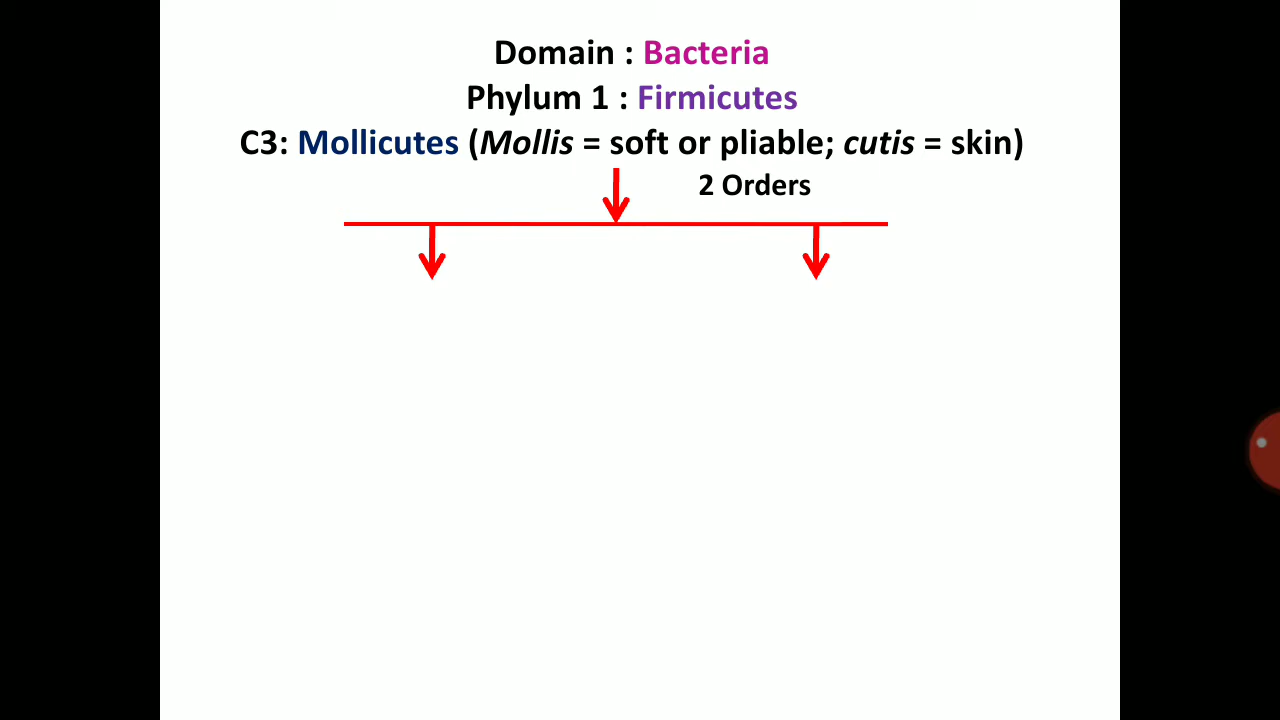 Domain : Bacteria
Phylum 1 : Firmicutes
C3: Mollicutes (Mollis = soft or pliable; cutis = skin)
2 Orders